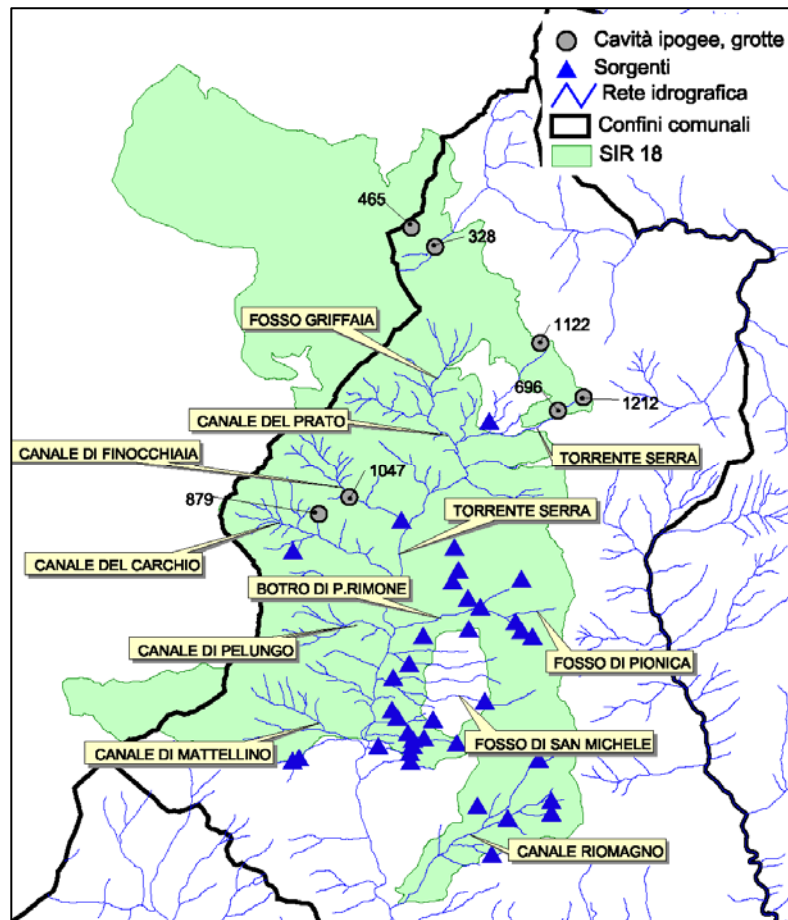 Cavità ipogee, grotte
Sorgenti
Rete idrografica
Confini comunali
SIR 18
465
328
FOSSO GRIFFAIA
1122
696
1212
CANALE DEL PRATO
CANALE DI FINOCCHIAIA
TORRENTE SERRA
1047
879
TORRENTE SERRA
CANALE DEL CARCHIO
BOTRO DI P.RIMONE
CANALE DI PELUNGO
FOSSO DI PIONICA
CANALE DI MATTELLINO
FOSSO DI SAN MICHELE
CANALE RIOMAGNO